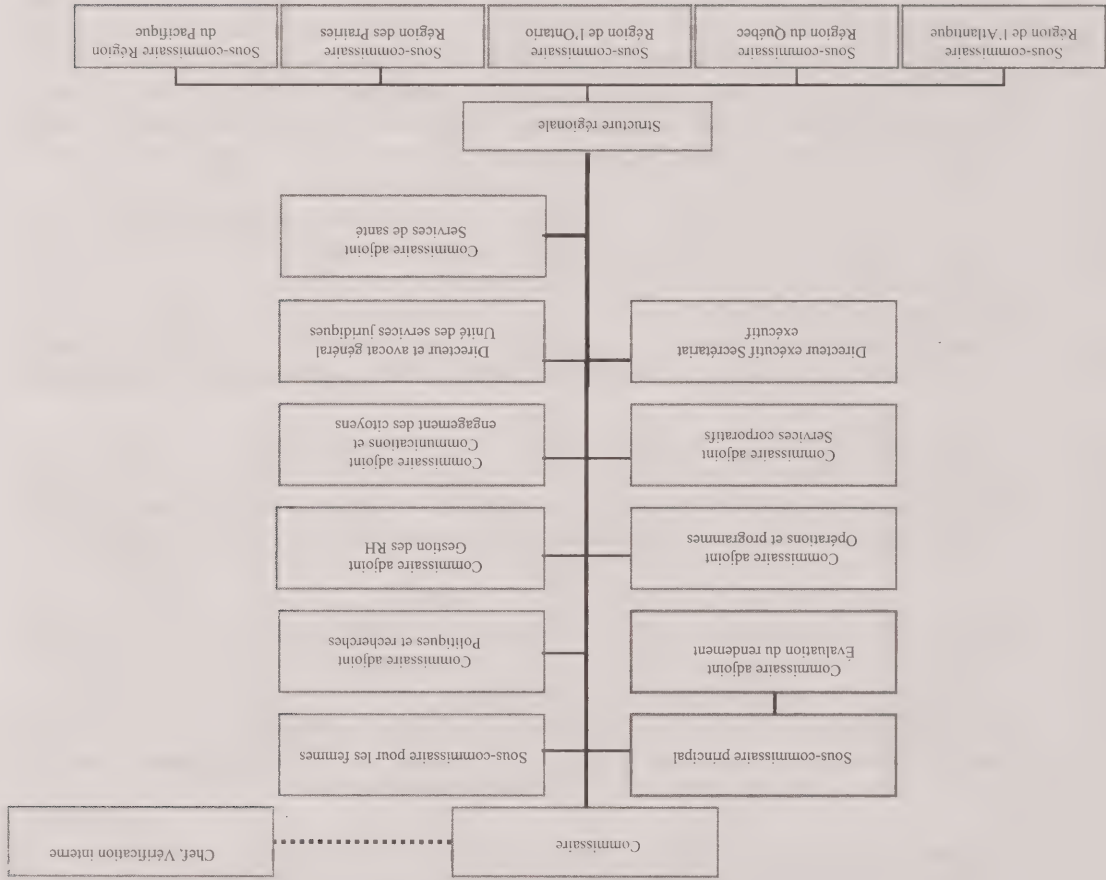 Commissaire
Chef, Vérification interne
Sous-commissaire principal
Sous-commissaire pour les femmes
Commissaire adjoint
Évaluation du rendement
Commissaire adjoint
Politiques et recherches
Commissaire adjoint
Opérations et programmes
Commissaire adjoint
Gestion des RH
Commissaire adjoint
Services corporatifs
Commissaire adjoint
Communications et
engagement des citoyens
Directeur exécutif Secrétariat
exécutif
Directeur et avocat général
Unité des services juridiques
Commissaire adjoint
Services de santé
Structure régionale
Sous-commissaire
Région de l'Atlantique
Sous-commissaire
Région du Québec
Sous-commissaire
Région de l'Ontario
Sous-commissaire
Région des Prairies
Sous-commissaire Région
du Pacifique